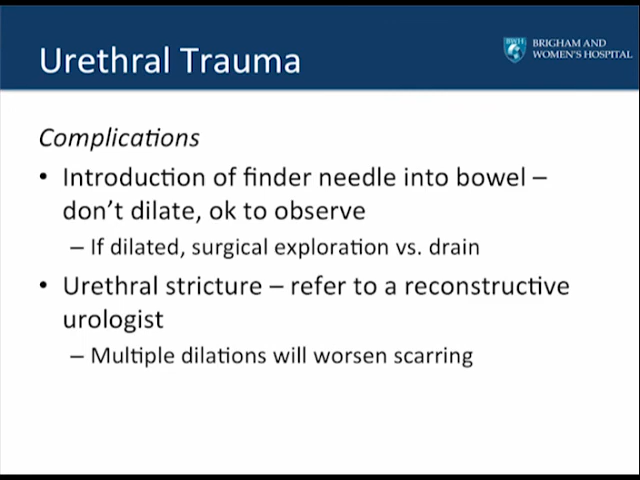 Urethral Trauma
BWH
BRIGHAM AND
WOMEN'S HOSPITAL
Complications
• Introduction of finder needle into bowel –
don't dilate, ok to observe
– If dilated, surgical exploration vs. drain
• Urethral stricture – refer to a reconstructive
urologist
– Multiple dilations will worsen scarring